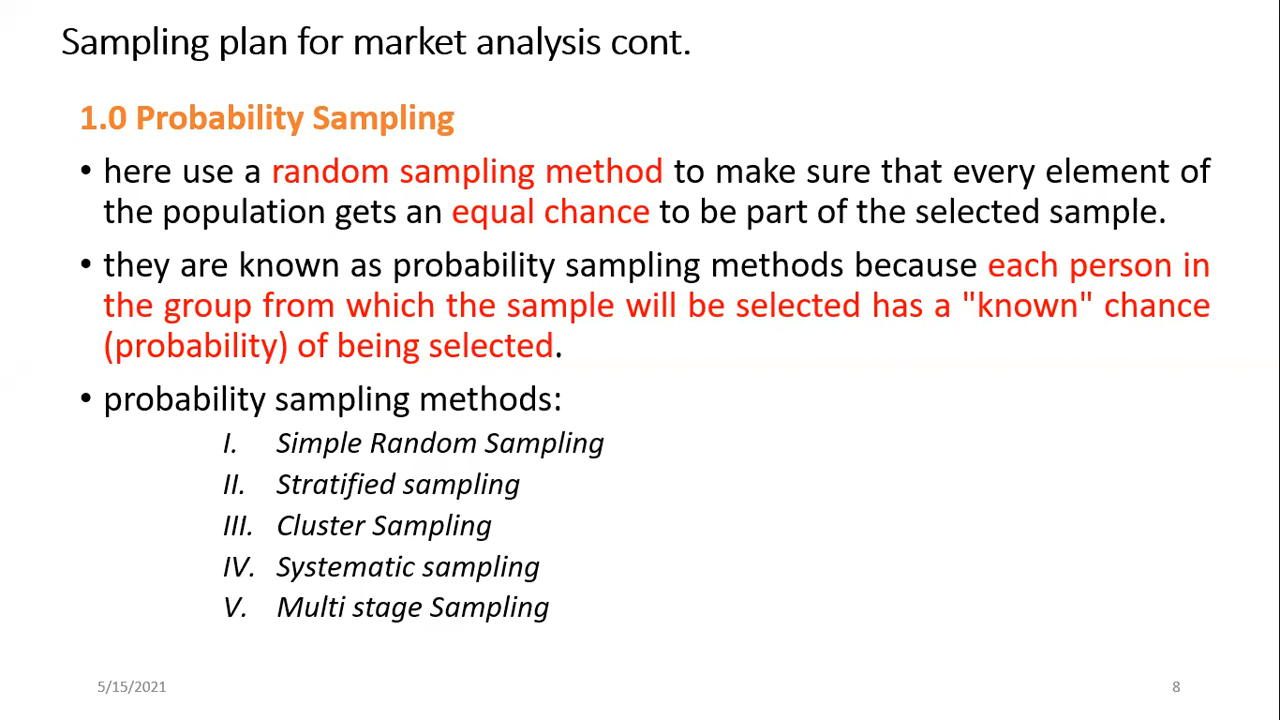 Sampling plan for market analysis cont.
1.0 Probability Sampling
• here use a random sampling method to make sure that every element of
the population gets an equal chance to be part of the selected sample.
• they are known as probability sampling methods because each person in
the group from which the sample will be selected has a "known" chance
(probability) of being selected.
• probability sampling methods:
I. Simple Random Sampling
II. Stratified sampling
III. Cluster Sampling
IV. Systematic sampling
V. Multi stage Sampling
5/15/2021 8